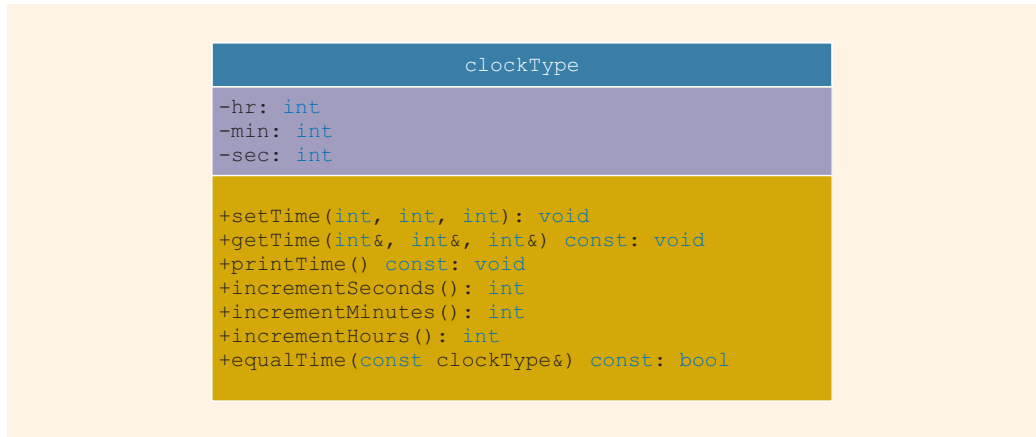 clockType
-hr: int
-min: int
-sec: int
+setTime(int, int, int): void
+getTime(int&, int&, int&) const: void
+printTime() const: void
+incrementSeconds(): int
+incrementMinutes(): int
+incrementHours(): int
+equalTime(const clockType&) const: bool